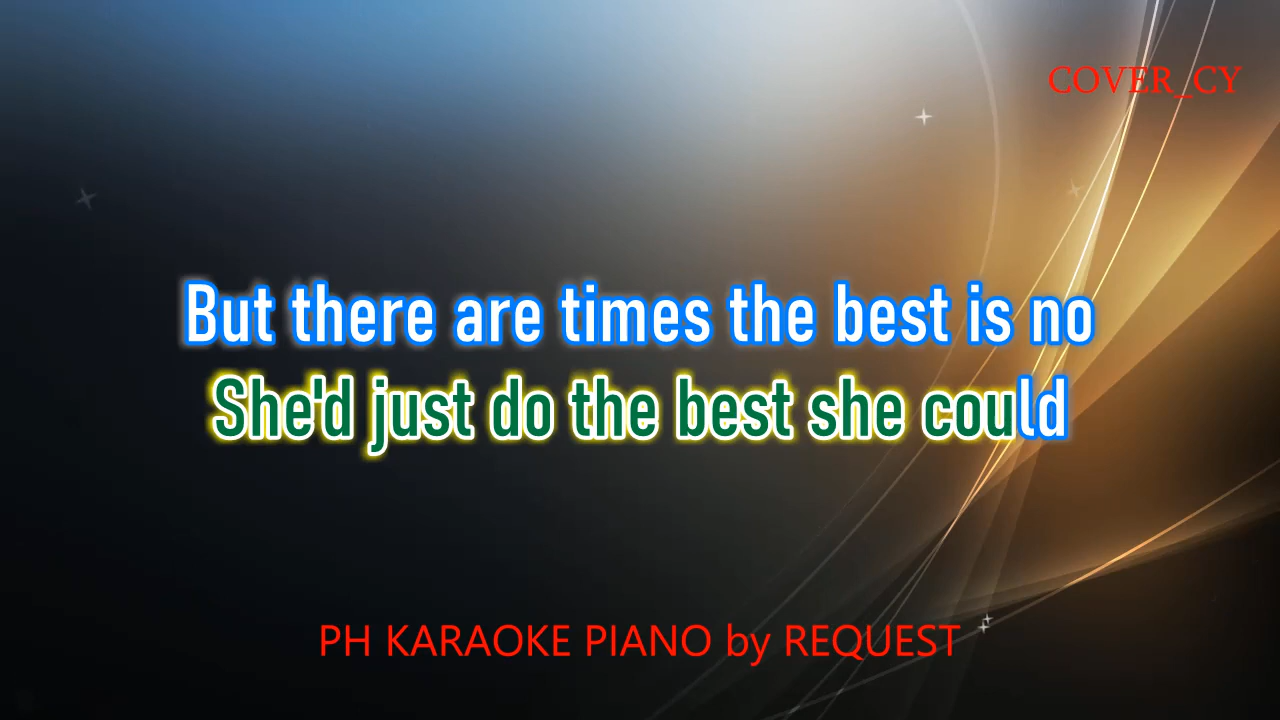 COVER_CY
But there are times the best is no
She'd just do the best she could
PH KARAOKE PIANO by REQUEST